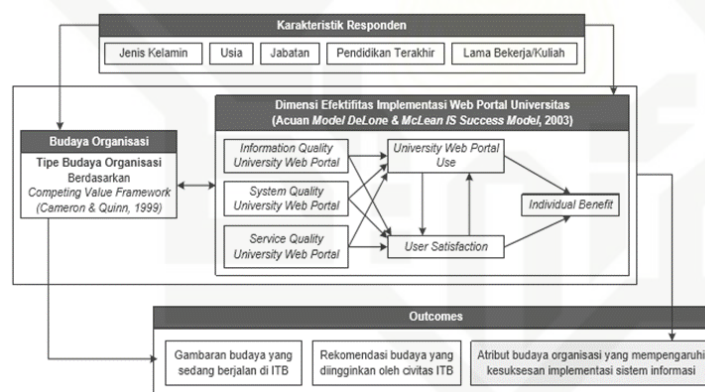 Karakteristik Responden
Jenis Kelamin
Usia
Jabatan
Pendidikan Terakhir
Lama Bekerja/Kuliah
Dimensi Efektifitas Implementasi Web Portal Universitas
(Acuan Model DeLone & McLean IS Success Model, 2003)
Budaya Organisasi
Tipe Budaya Organisasi
Berdasarkan
Competing Value Framework
(Cameron & Quinn, 1999)
Information Quality
University Web Portal
System Quality
University Web Portal
Service Quality
University Web Portal
University Web Portal
Use
User Satisfaction
Individual Benefit
Outcomes
Gambaran budaya yang
sedang berjalan di ITB
Rekomendasi budaya yang
diinginkan oleh civitas ITB
Atribut budaya organisasi yang mempengaruhi
kesuksesan implementasi sistem informasi